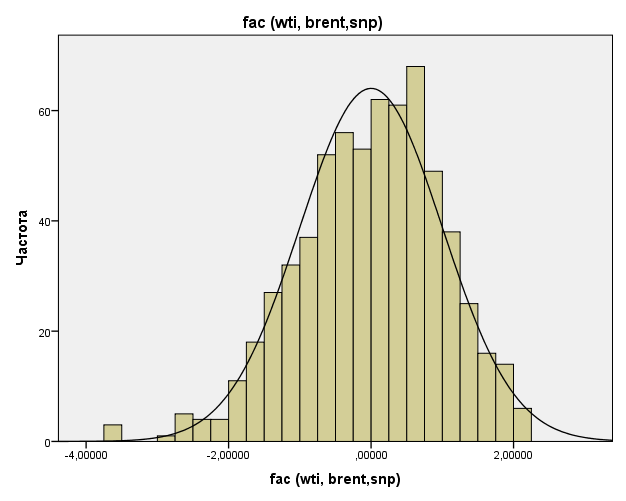 fac (wti, brent,snp)
Частота
60
40
20
0
-4,00000 -2,00000 ,00000 2,00000
fac (wti, brent,snp)